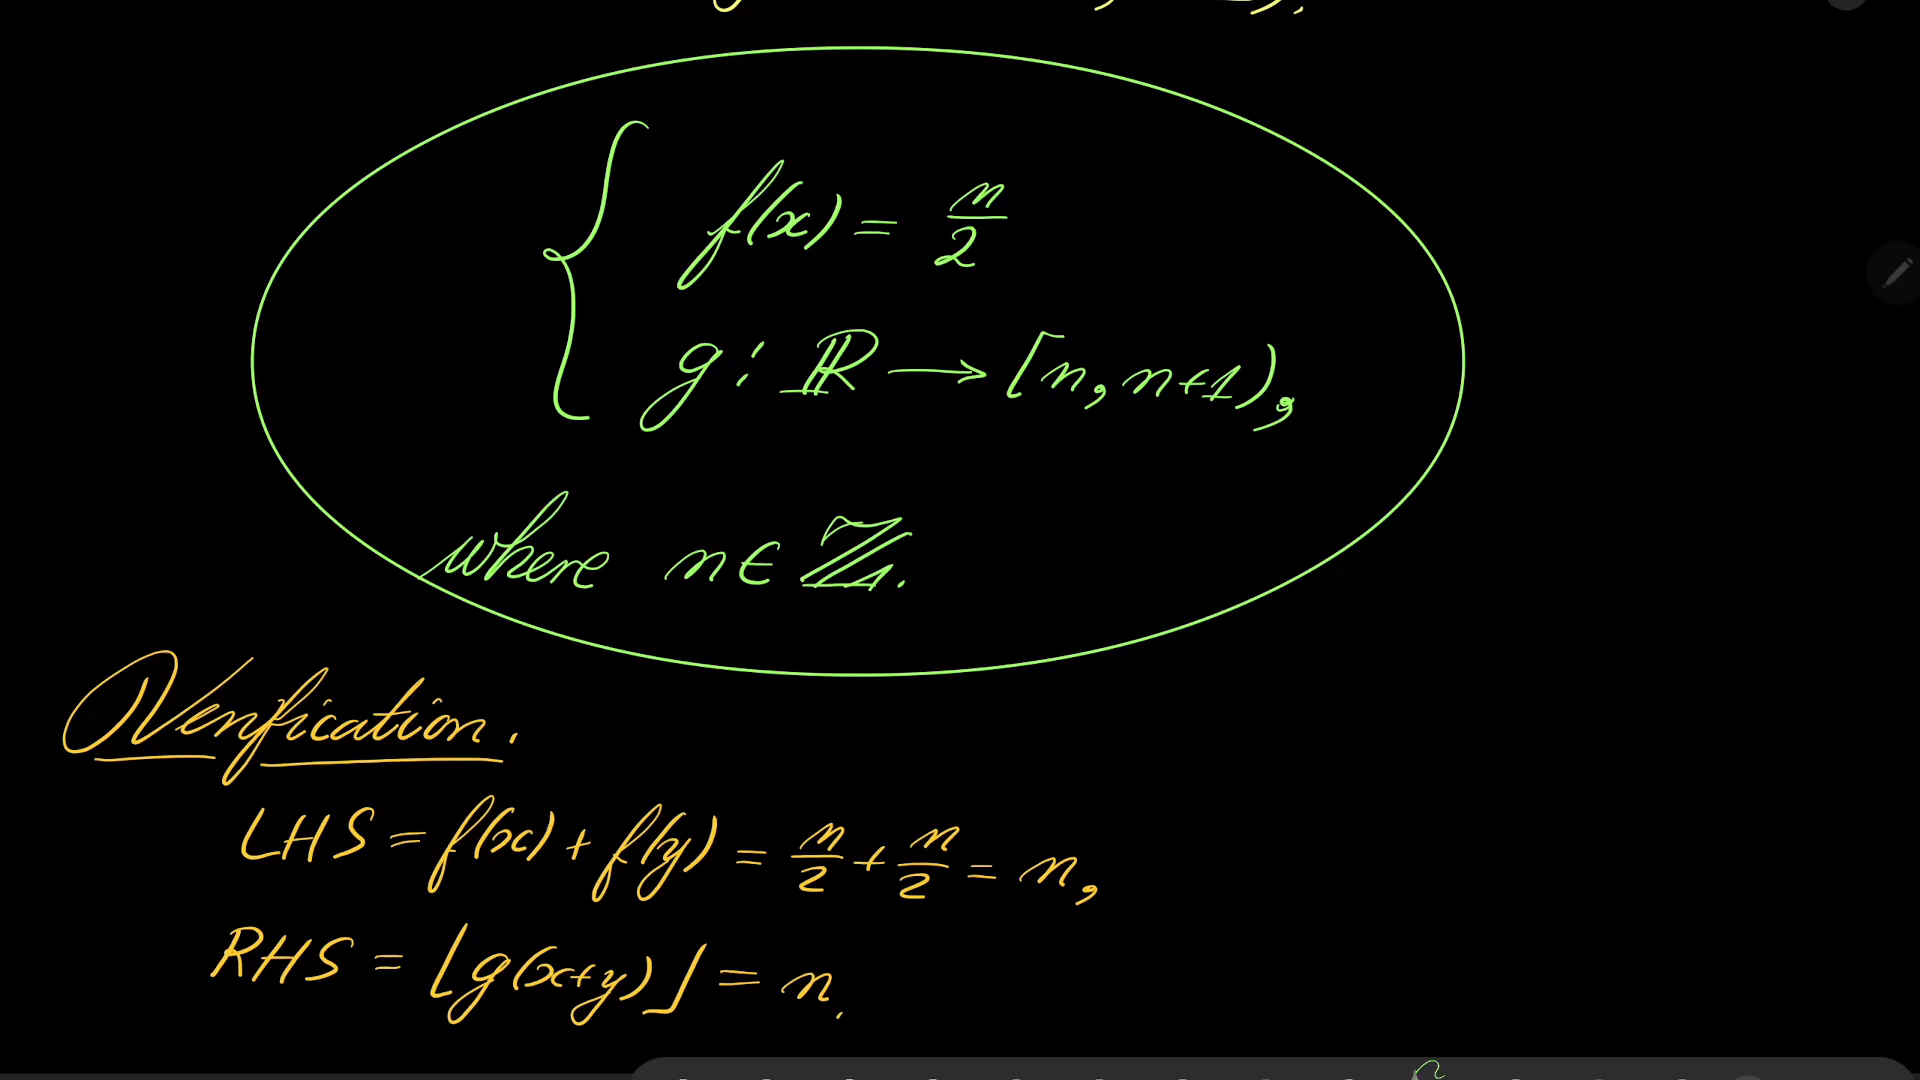 f(x) = n/2
g: ℝ → [n, n+1),
where n ∈ ℤ.
Verification.
LHS = f(x) + f(y) = n/2 + n/2 = n,
RHS = ⌊g(x+y)⌋ = n.